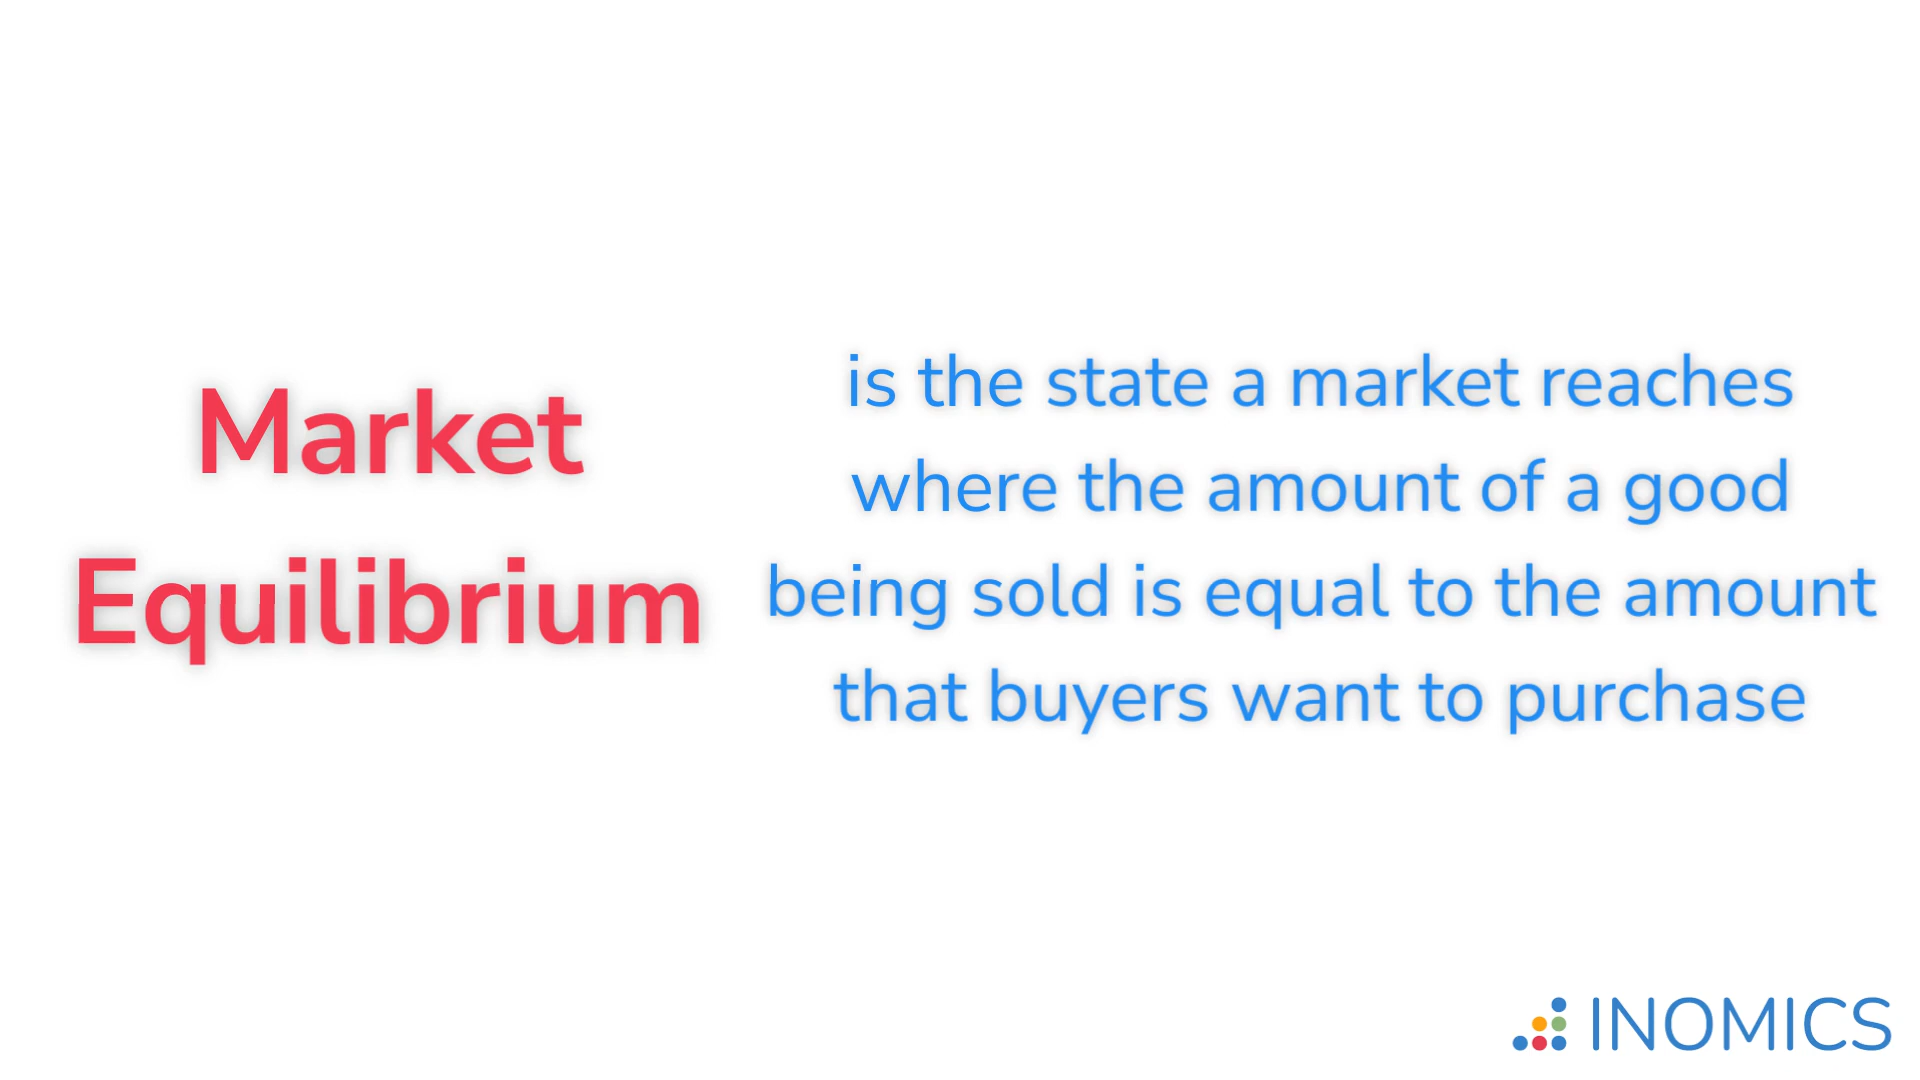 Market
Equilibrium
is the state a market reaches
where the amount of a good
being sold is equal to the amount
that buyers want to purchase
INOMICS